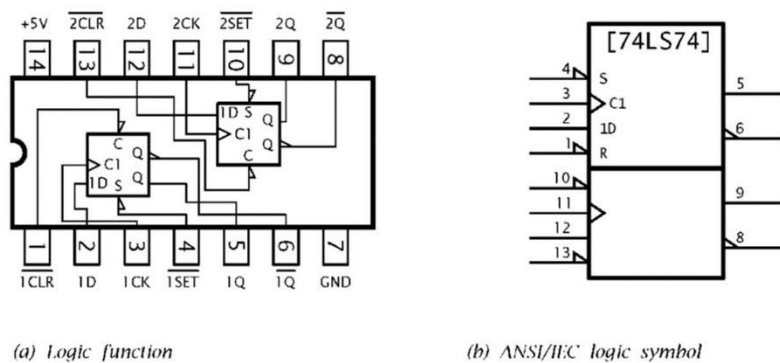 +5V 2CLR 2D 2CK 2SET 2Q 2Q
14 13 12 11 10 9 8
1D S Q
C1
C Q
C Q
C1
1D S Q
1 2 3 4 5 6 7
1CLR 1D 1CK 1SET 1Q 1Q GND
(a) Logic function
[74LS74]
4 S 5
3 C1
2 1D 6
1 R
10
11 9
12
13 8
(b) ANSI/IEC logic symbol